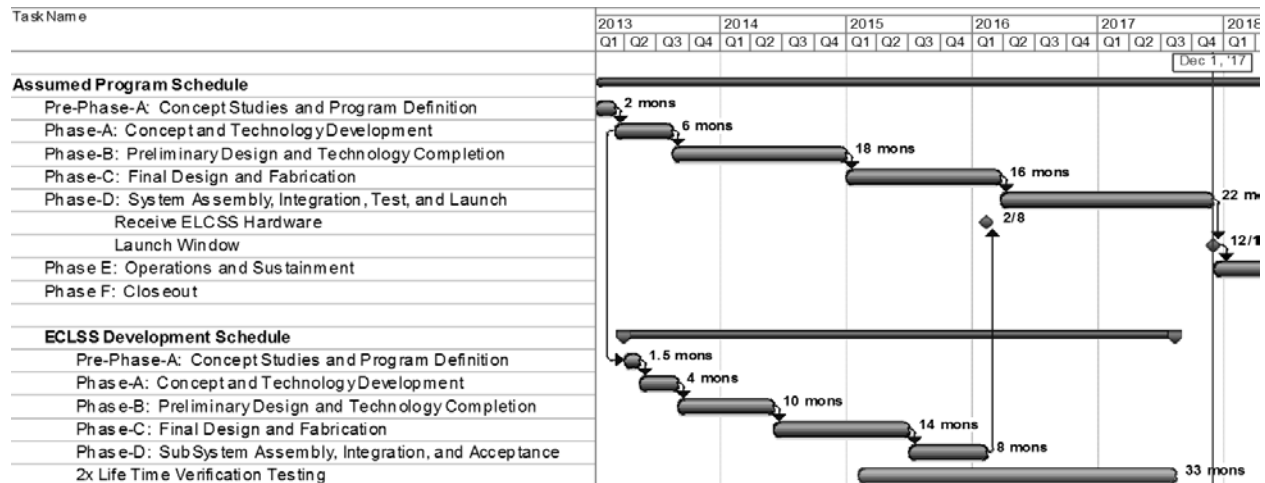 Task Name
2013 2014 2015 2016 2017 2018
Q1 Q2 Q3 Q4 Q1 Q2 Q3 Q4 Q1 Q2 Q3 Q4 Q1 Q2 Q3 Q4 Q1 Q2 Q3 Q4 Q1
Dec 1, '17
Assumed Program Schedule
Pre-Phase-A: Concept Studies and Program Definition 2 mons
Phase-A: Concept and Technology Development 6 mons
Phase-B: Preliminary Design and Technology Completion 18 mons
Phase-C: Final Design and Fabrication 16 mons
Phase-D: System Assembly, Integration, Test, and Launch 22 m
Receive ELCSS Hardware 2/8
Launch Window 12/1
Phase E: Operations and Sustainment
Phase F: Closeout
ECLSS Development Schedule
Pre-Phase-A: Concept Studies and Program Definition 1.5 mons
Phase-A: Concept and Technology Development 4 mons
Phase-B: Preliminary Design and Technology Completion 10 mons
Phase-C: Final Design and Fabrication 14 mons
Phase-D: SubSystem Assembly, Integration, and Acceptance 8 mons
2x Life Time Verification Testing 33 mons